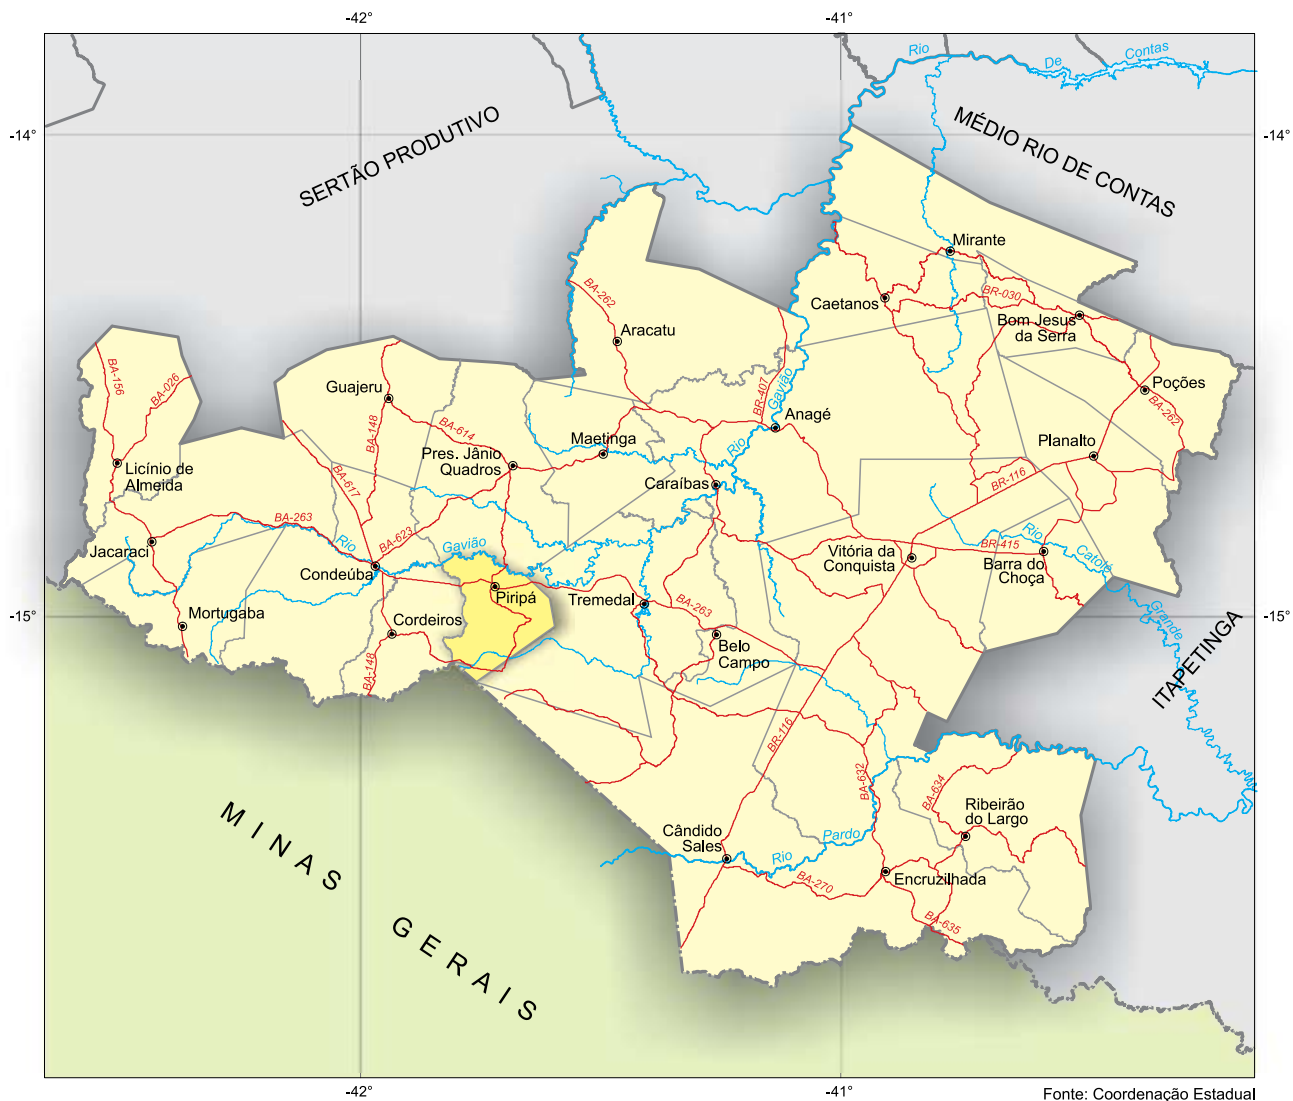 -42°
-41°
Rio
De
Contas
-14°
-14°
SERTÃO PRODUTIVO
MÉDIO RIO DE CONTAS
Mirante
BA-262
BR-030
Caetanos
Bom Jesus
da Serra
Aracatu
BA-156
BA-026
Guajeru
BR-407
Gavião
Poções
BA-262
BA-148
BA-614
Anagé
Maetinga
Rio
Planalto
Licínio de
Almeida
Pres. Jânio
Quadros
BA-617
Caraíbas
BR-116
BA-263
Rio
BA-623
Gavião
Jacaraci
Condeúba
Vitória da
Conquista
BR-415
Rio
Catolé
Barra do
Choça
Piripá
Tremedal
BA-263
Grande
Mortugaba
Cordeiros
-15°
-15°
Belo
Campo
BA-148
ITAPETINGA
BR-116
BA-632
BA-634
Ribeirão
do Largo
Cândido
Sales
Pardo
Rio
MINAS GERAIS
BA-270
Encruzilhada
BA-635
-42°
-41°
Fonte: Coordenação Estadual